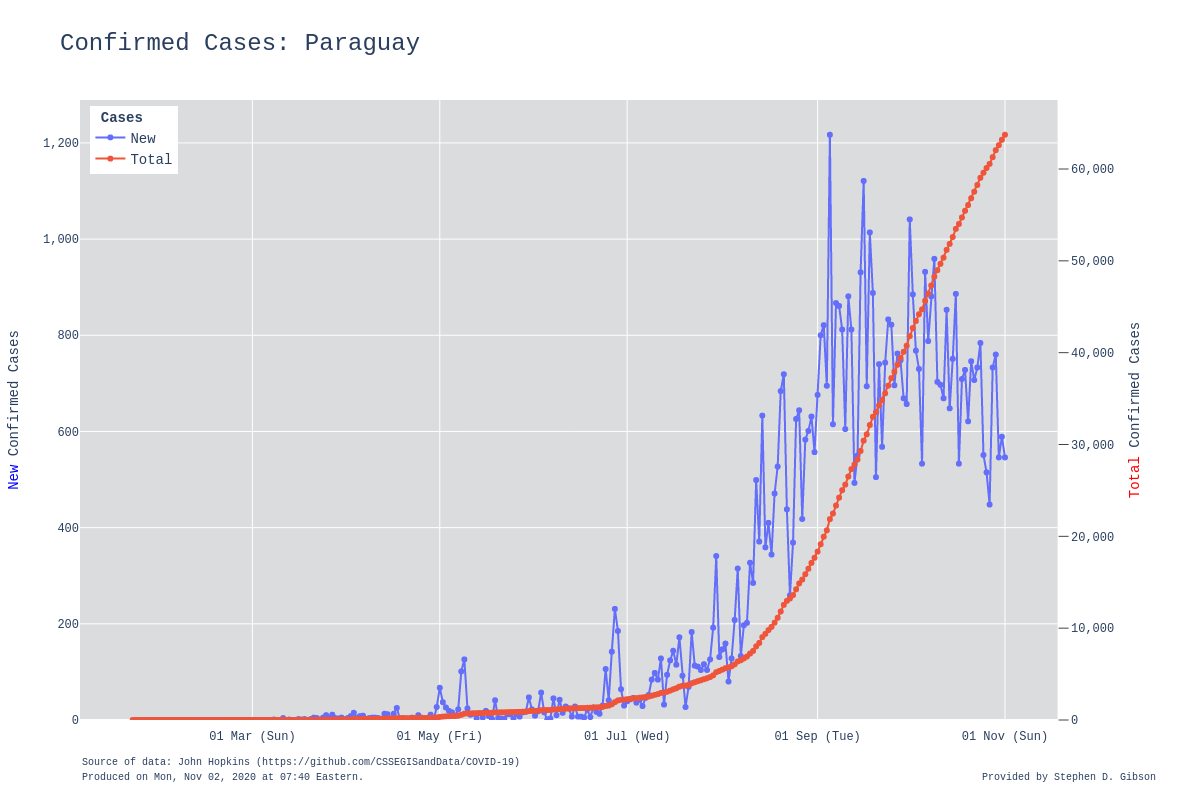 Confirmed Cases: Paraguay
Cases
New
Total
1,200
1,000
800
600
400
200
0
60,000
50,000
40,000
30,000
20,000
10,000
0
New Confirmed Cases
Total Confirmed Cases
01 Mar (Sun)
01 May (Fri)
01 Jul (Wed)
01 Sep (Tue)
01 Nov (Sun)
Source of data: John Hopkins (https://github.com/CSSEGISandData/COVID-19)
Produced on Mon, Nov 02, 2020 at 07:40 Eastern.
Provided by Stephen D. Gibson